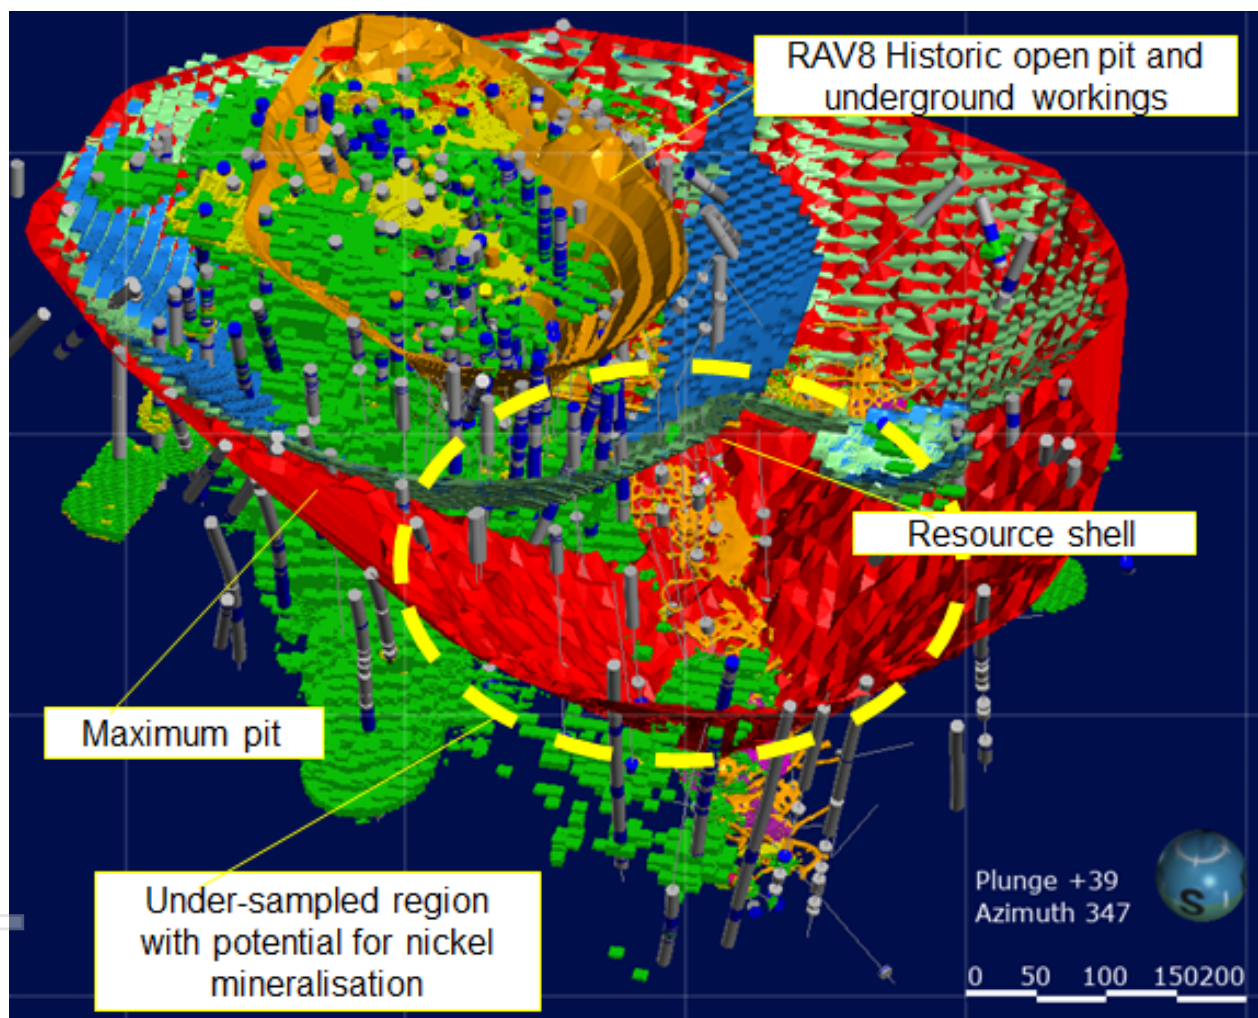 RAV8 Historic open pit and
underground workings
Resource shell
Maximum pit
Under-sampled region
with potential for nickel
mineralisation
Plunge +39
Azimuth 347
S
0 50 100 150200